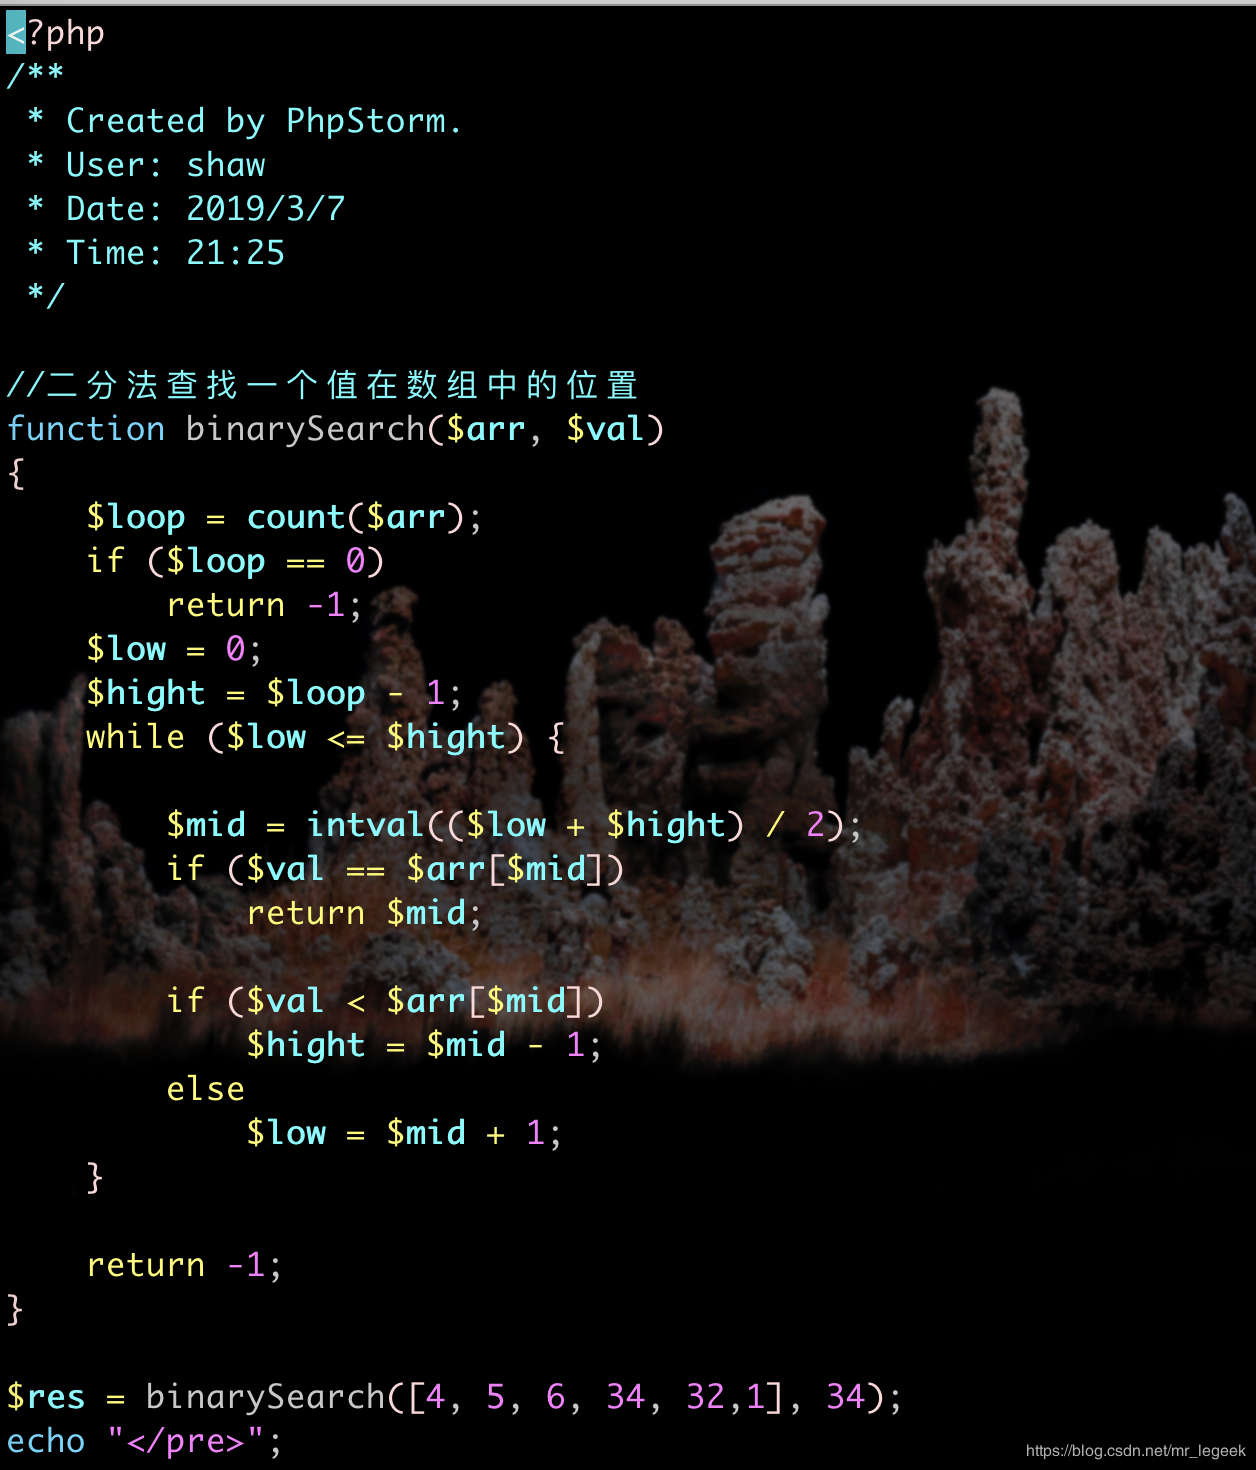 <?php
/**
 * Created by PhpStorm.
 * User: shaw
 * Date: 2019/3/7
 * Time: 21:25
 */
//二分法查找一个值在数组中的位置
function binarySearch($arr, $val)
{
    $loop = count($arr);
    if ($loop == 0)
        return -1;
    $low = 0;
    $hight = $loop - 1;
    while ($low <= $hight) {
        $mid = intval(($low + $hight) / 2);
        if ($val == $arr[$mid])
            return $mid;
        if ($val < $arr[$mid])
            $hight = $mid - 1;
        else
            $low = $mid + 1;
    }
    return -1;
}
$res = binarySearch([4, 5, 6, 34, 32,1], 34);
echo "</pre>";
https://blog.csdn.net/mr_legeek